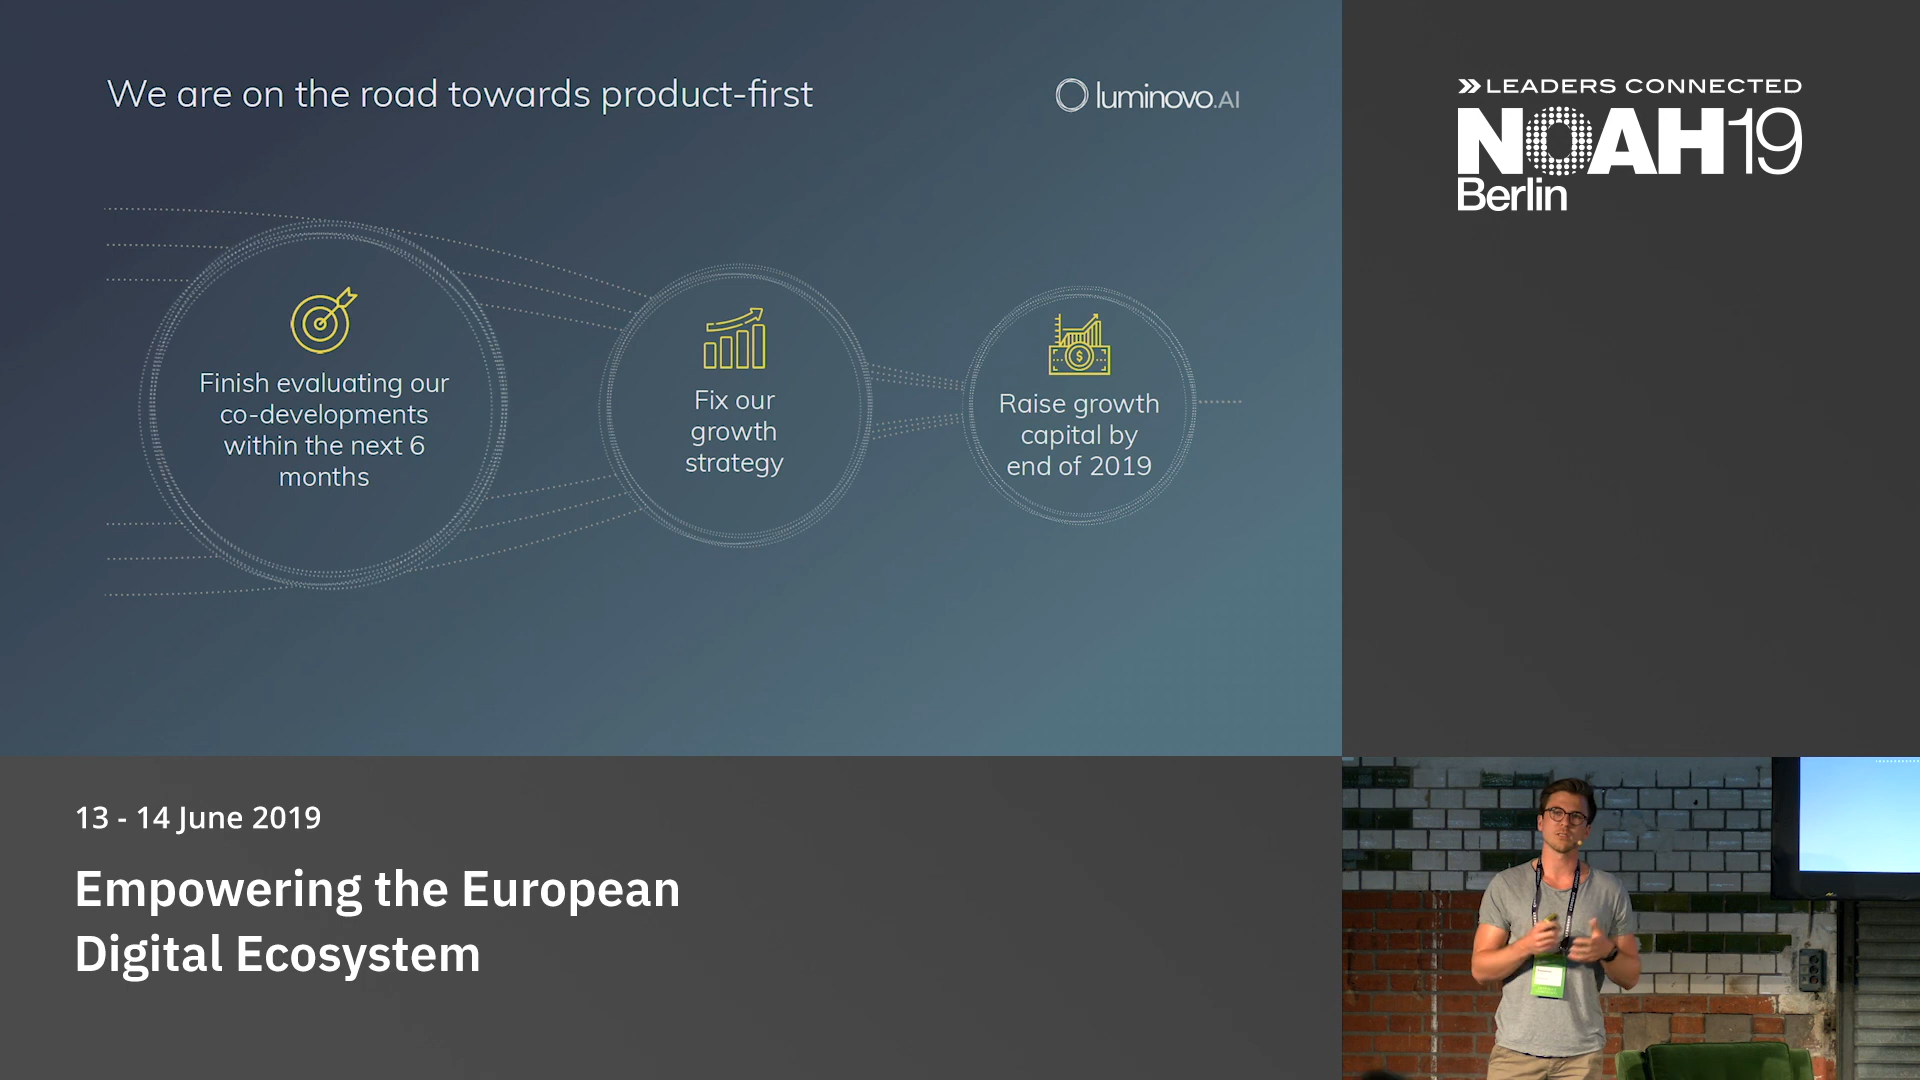 We are on the road towards product-first
luminovo.AI
Finish evaluating our
co-developments
within the next 6
months
Fix our
growth
strategy
$
Raise growth
capital by
end of 2019
LEADERS CONNECTED
NOAH19
Berlin
13 - 14 June 2019
Empowering the European
Digital Ecosystem